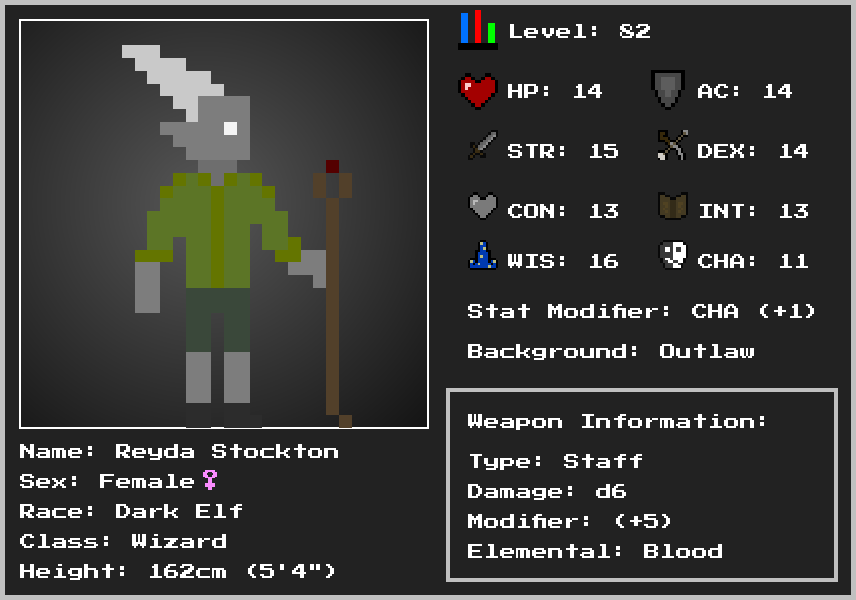 Level: 82
HP: 14 AC: 14
STR: 15 DEX: 14
CON: 13 INT: 13
WIS: 16 CHA: 11
Stat Modifier: CHA (+1)
Background: Outlaw
Weapon Information:
Type: Staff
Damage: d6
Modifier: (+5)
Elemental: Blood
Name: Reyda Stockton
Sex: Female♀
Race: Dark Elf
Class: Wizard
Height: 162cm (5'4")